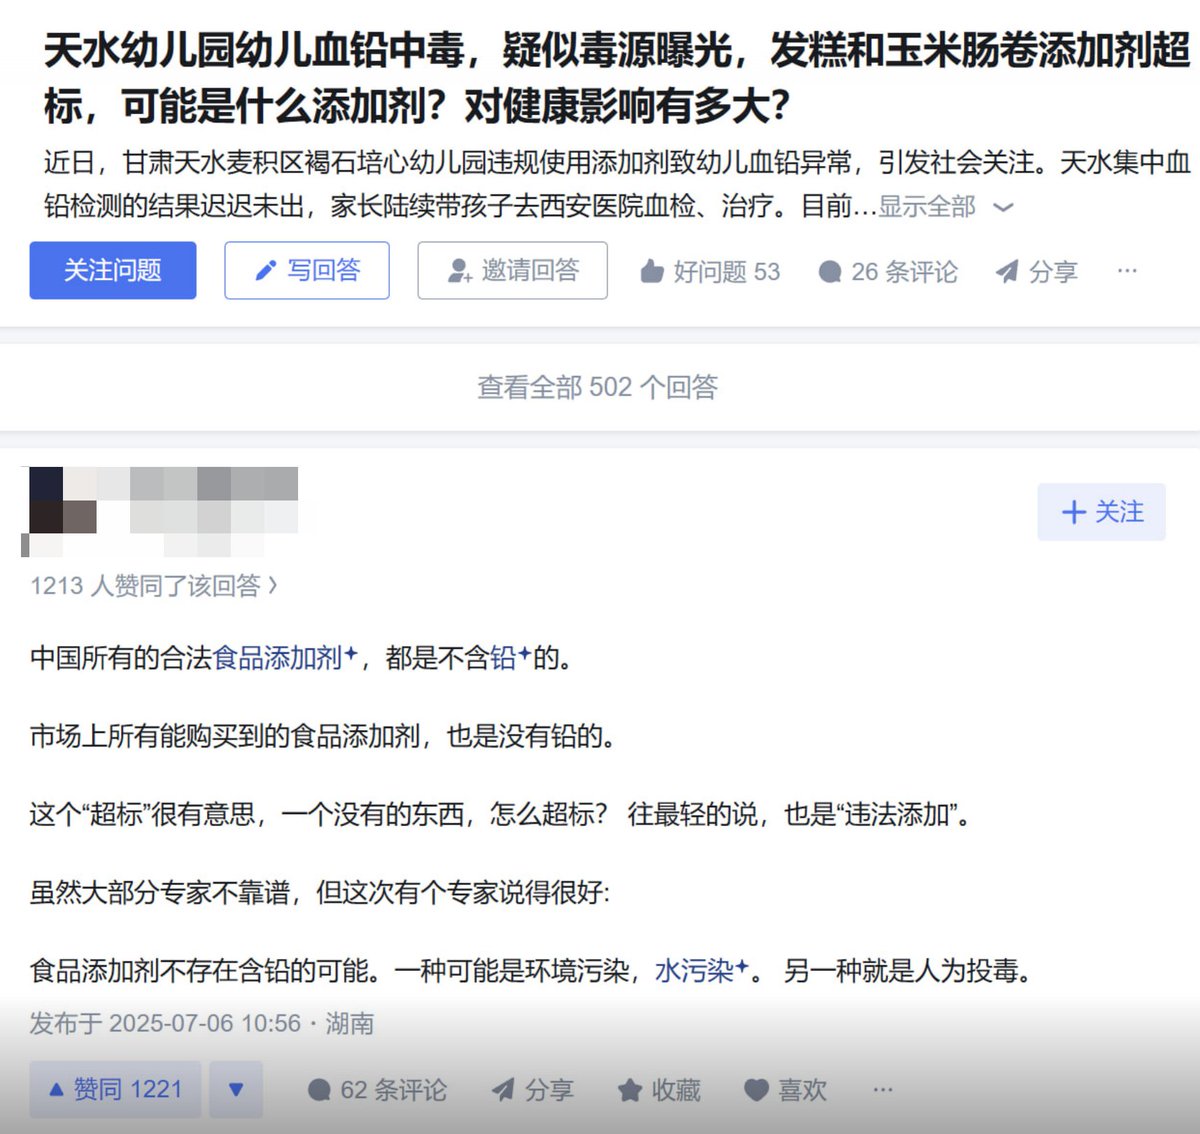 天水幼儿园幼儿血铅中毒，疑似毒源曝光，发糕和玉米肠卷添加剂超
标，可能是什么添加剂？对健康影响有多大？
近日，甘肃天水麦积区褐石培心幼儿园违规使用添加剂致幼儿血铅异常，引发社会关注。天水集中血
铅检测的结果迟迟未出，家长陆续带孩子去西安医院血检、治疗。目前...显示全部
关注问题 写回答 邀请回答 好问题 53 26 条评论 分享 ···
查看全部 502 个回答
+ 关注
1213 人赞同了该回答 >
中国所有的合法食品添加剂，都是不含铅的。
市场上所有能购买到的食品添加剂，也是没有铅的。
这个“超标”很有意思，一个没有的东西，怎么超标？ 往最轻的说，也是“违法添加”。
虽然大部分专家不靠谱，但这次有个专家说得很好:
食品添加剂不存在含铅的可能。一种可能是环境污染，水污染。 另一种就是人为投毒。
发布于 2025-07-06 10:56 · 湖南
赞同 1221 62 条评论 分享 收藏 喜欢 ···